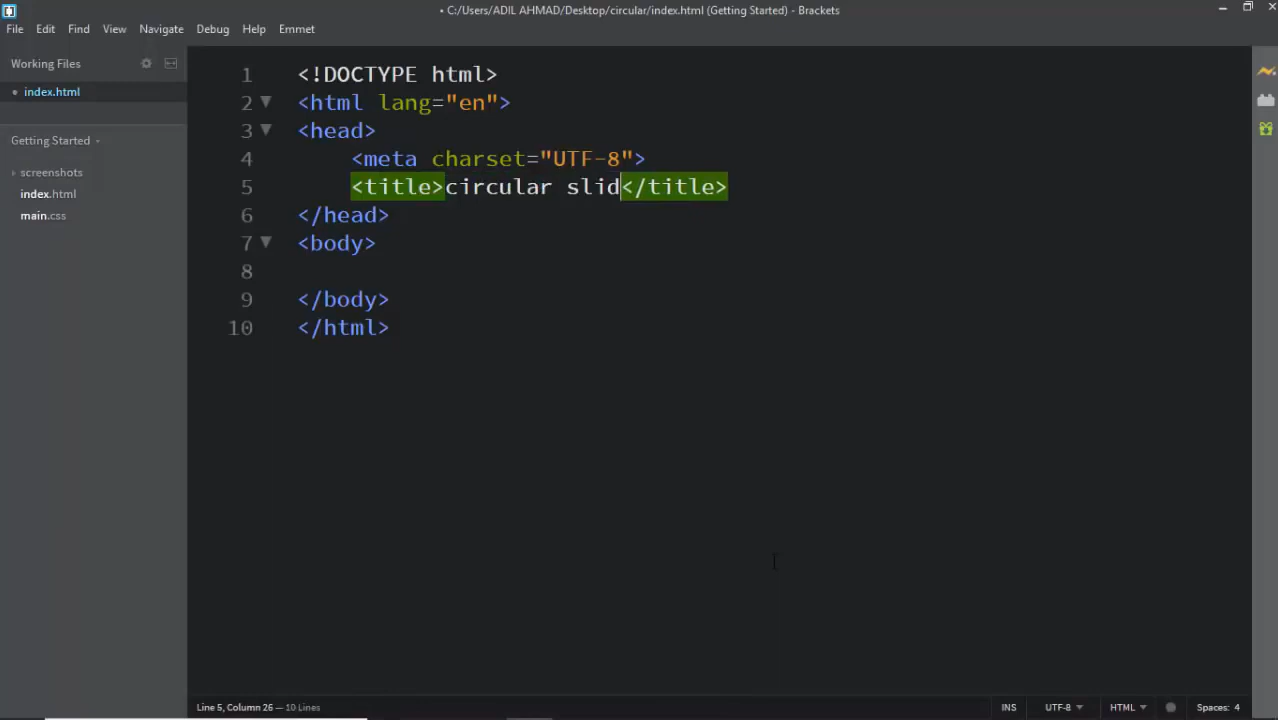 • C:/Users/ADIL AHMAD/Desktop/circular/index.html (Getting Started) - Brackets
File Edit Find View Navigate Debug Help Emmet
Working Files
• index.html
Getting Started
screenshots
index.html
main.css
1 <!DOCTYPE html>
2 <html lang="en">
3 <head>
4 <meta charset="UTF-8">
5 <title>circular slid</title>
6 </head>
7 <body>
8
9 </body>
10 </html>
Line 5, Column 26 — 10 Lines
INS UTF-8 HTML Spaces: 4